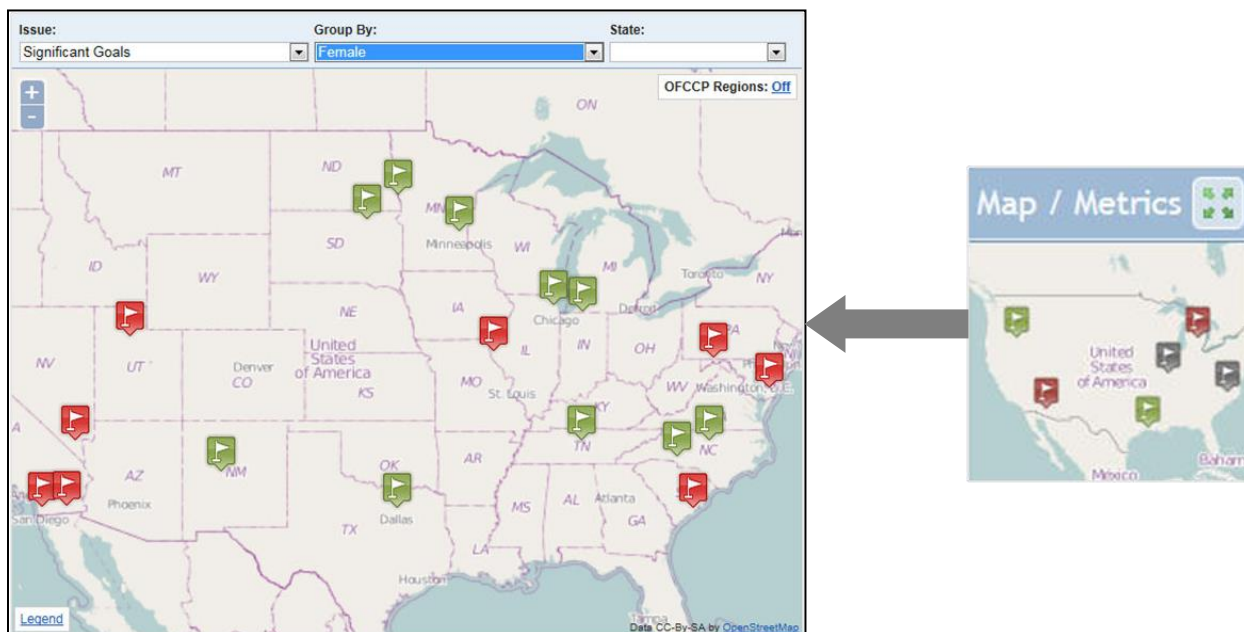 Issue: Group By: State:
Significant Goals Female
+
-
OFCCP Regions: Off
ON
MT ND
MN
SD Minneapolis WI
ID WY MI
Toronto NY
NE IA Chicago Detroit
United
States
of America
NV UT Denver
CO
IL IN OH PA
KS MO St. Louis WV Washington, D.C.
KY
AZ NM OK TN NC
AR
Phoenix MS AL Atlanta
San Diego Dallas GA
TX LA
Houston
Tampa
Legend
Data CC-By-SA by OpenStreetMap
Map / Metrics
United
States
of America
México
Baham